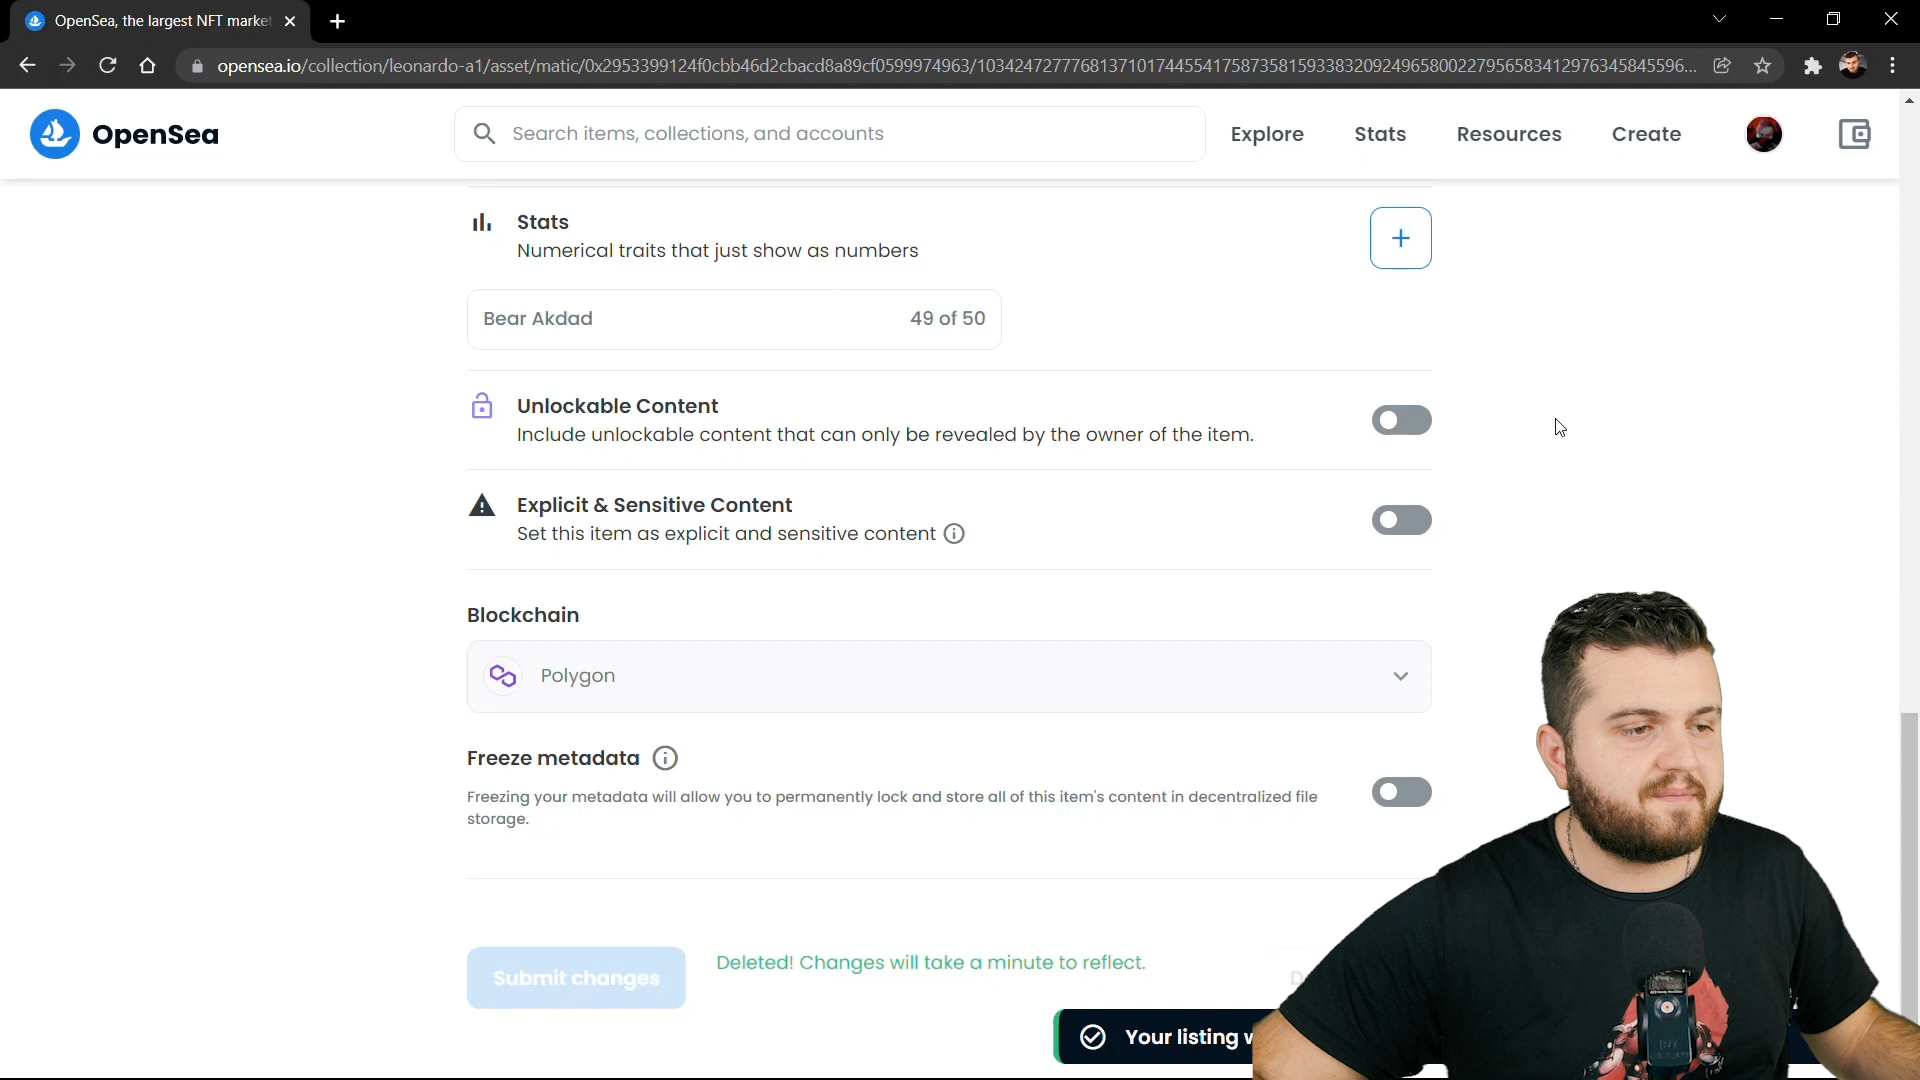 OpenSea, the largest NFT market
opensea.io/collection/leonardo-a1/asset/matic/0x2953399124f0cbb46d2cbacd8a89cf0599974963/10342472777681371017445541758735815933832092496580022795658341297634584559​6...
OpenSea
Search items, collections, and accounts
Explore
Stats
Resources
Create
Stats
Numerical traits that just show as numbers
+
Bear Akdad
49 of 50
Unlockable Content
Include unlockable content that can only be revealed by the owner of the item.
Explicit & Sensitive Content
Set this item as explicit and sensitive content
Blockchain
Polygon
Freeze metadata
Freezing your metadata will allow you to permanently lock and store all of this item's content in decentralized file
storage.
Submit changes
Deleted! Changes will take a minute to reflect.
Your listing